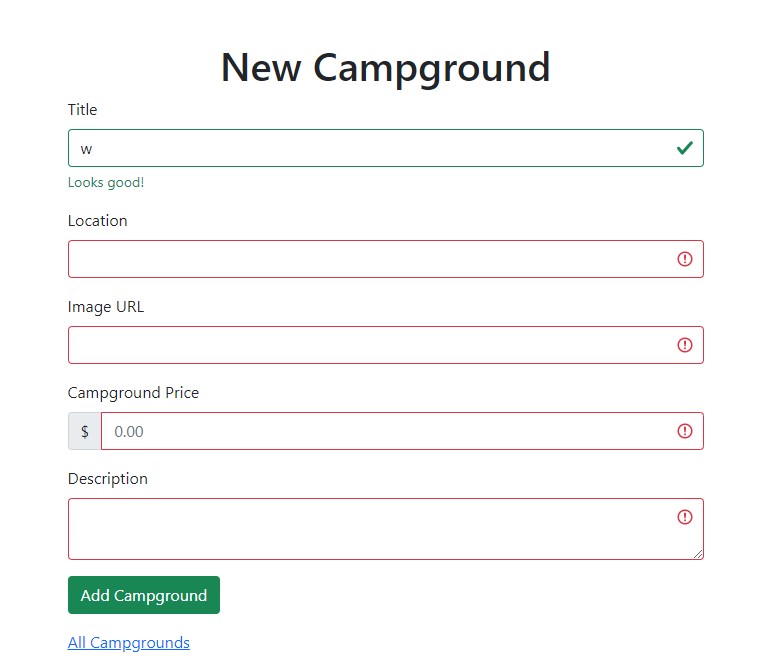 New Campground
Title
w
Looks good!
Location
Image URL
Campground Price
$ 0.00
Description
Add Campground
All Campgrounds